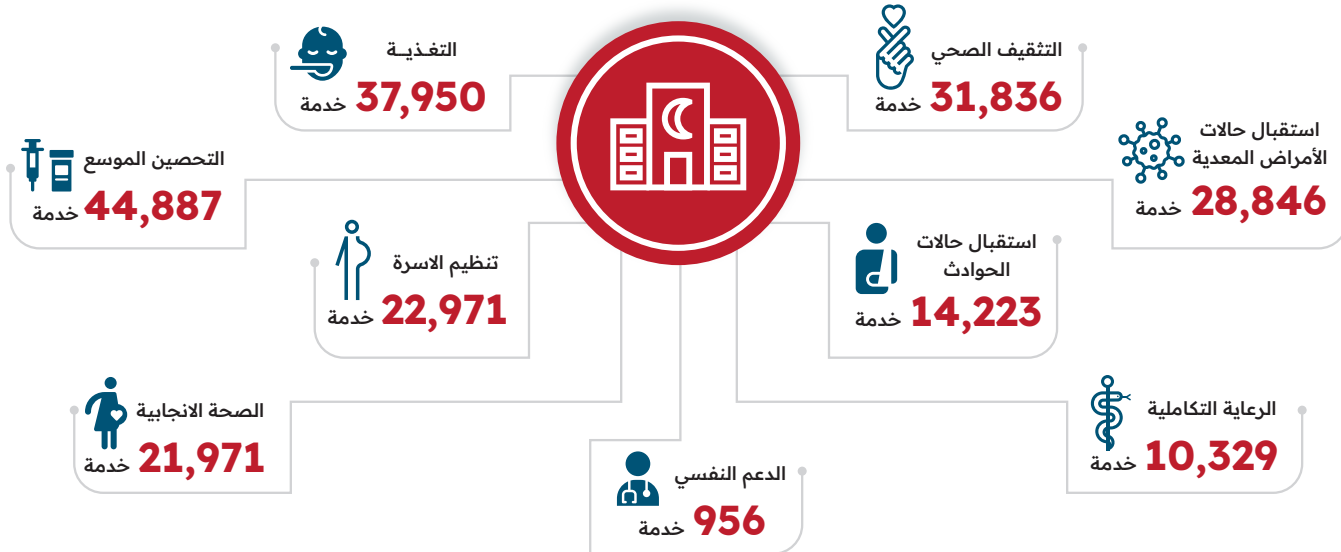 التثقيف الصحي
31,836 خدمة
التغذيـة
37,950 خدمة
استقبال حالات
الأمراض المعدية
28,846 خدمة
التحصين الموسع
44,887 خدمة
استقبال حالات
الحوادث
14,223 خدمة
تنظيم الاسرة
22,971 خدمة
الرعاية التكاملية
10,329 خدمة
الصحة الانجابية
21,971 خدمة
الدعم النفسي
956 خدمة